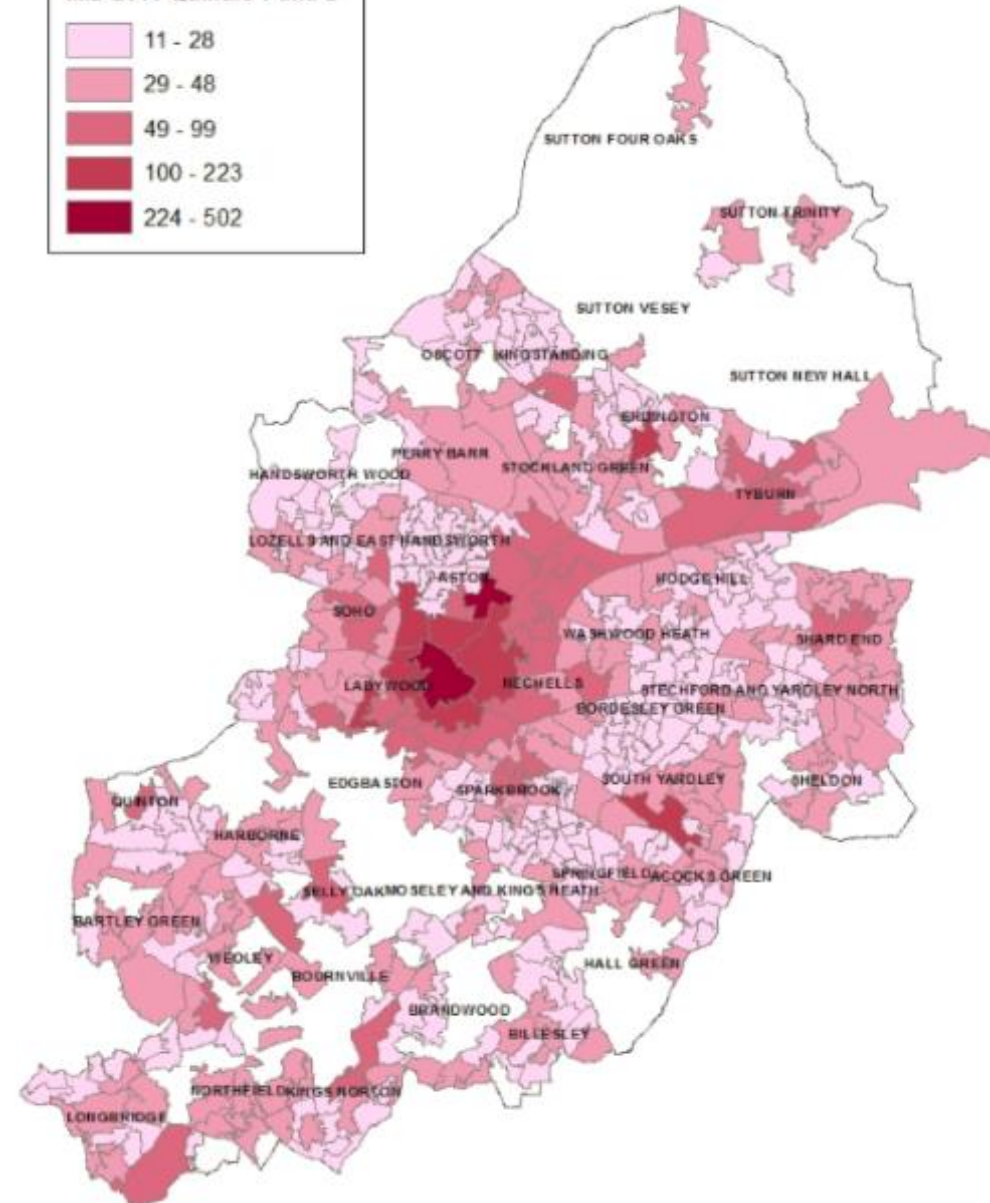 11 - 28
29 - 48
49 - 99
100 - 223
224 - 502
SUTTON FOUR OAKS
SUTTON TRINITY
SUTTON VESEY
OSCOTT
KINGSTANDING
SUTTON NEW HALL
ERDINGTON
PERRY BARR
STOCKLAND GREEN
HANDSWORTH WOOD
TYBURN
LOZELLS AND EAST HANDSWORTH
ASTON
HODGE HILL
SOHO
WASHWOOD HEATH
SHARD END
LADYWOOD
NECHELLS
STECHFORD AND YARDLEY NORTH
BORDESLEY GREEN
EDGBASTON
SPARKBROOK
SOUTH YARDLEY
SHELDON
QUINTON
HARBORNE
SPRINGFIELD
ACOCKS GREEN
SELLY OAK
MOSELEY AND KING'S HEATH
BARTLEY GREEN
WEOLEY
HALL GREEN
BOURNVILLE
BRANDWOOD
BILLESLEY
NORTHFIELD
KINGS NORTON
LONGBRIDGE